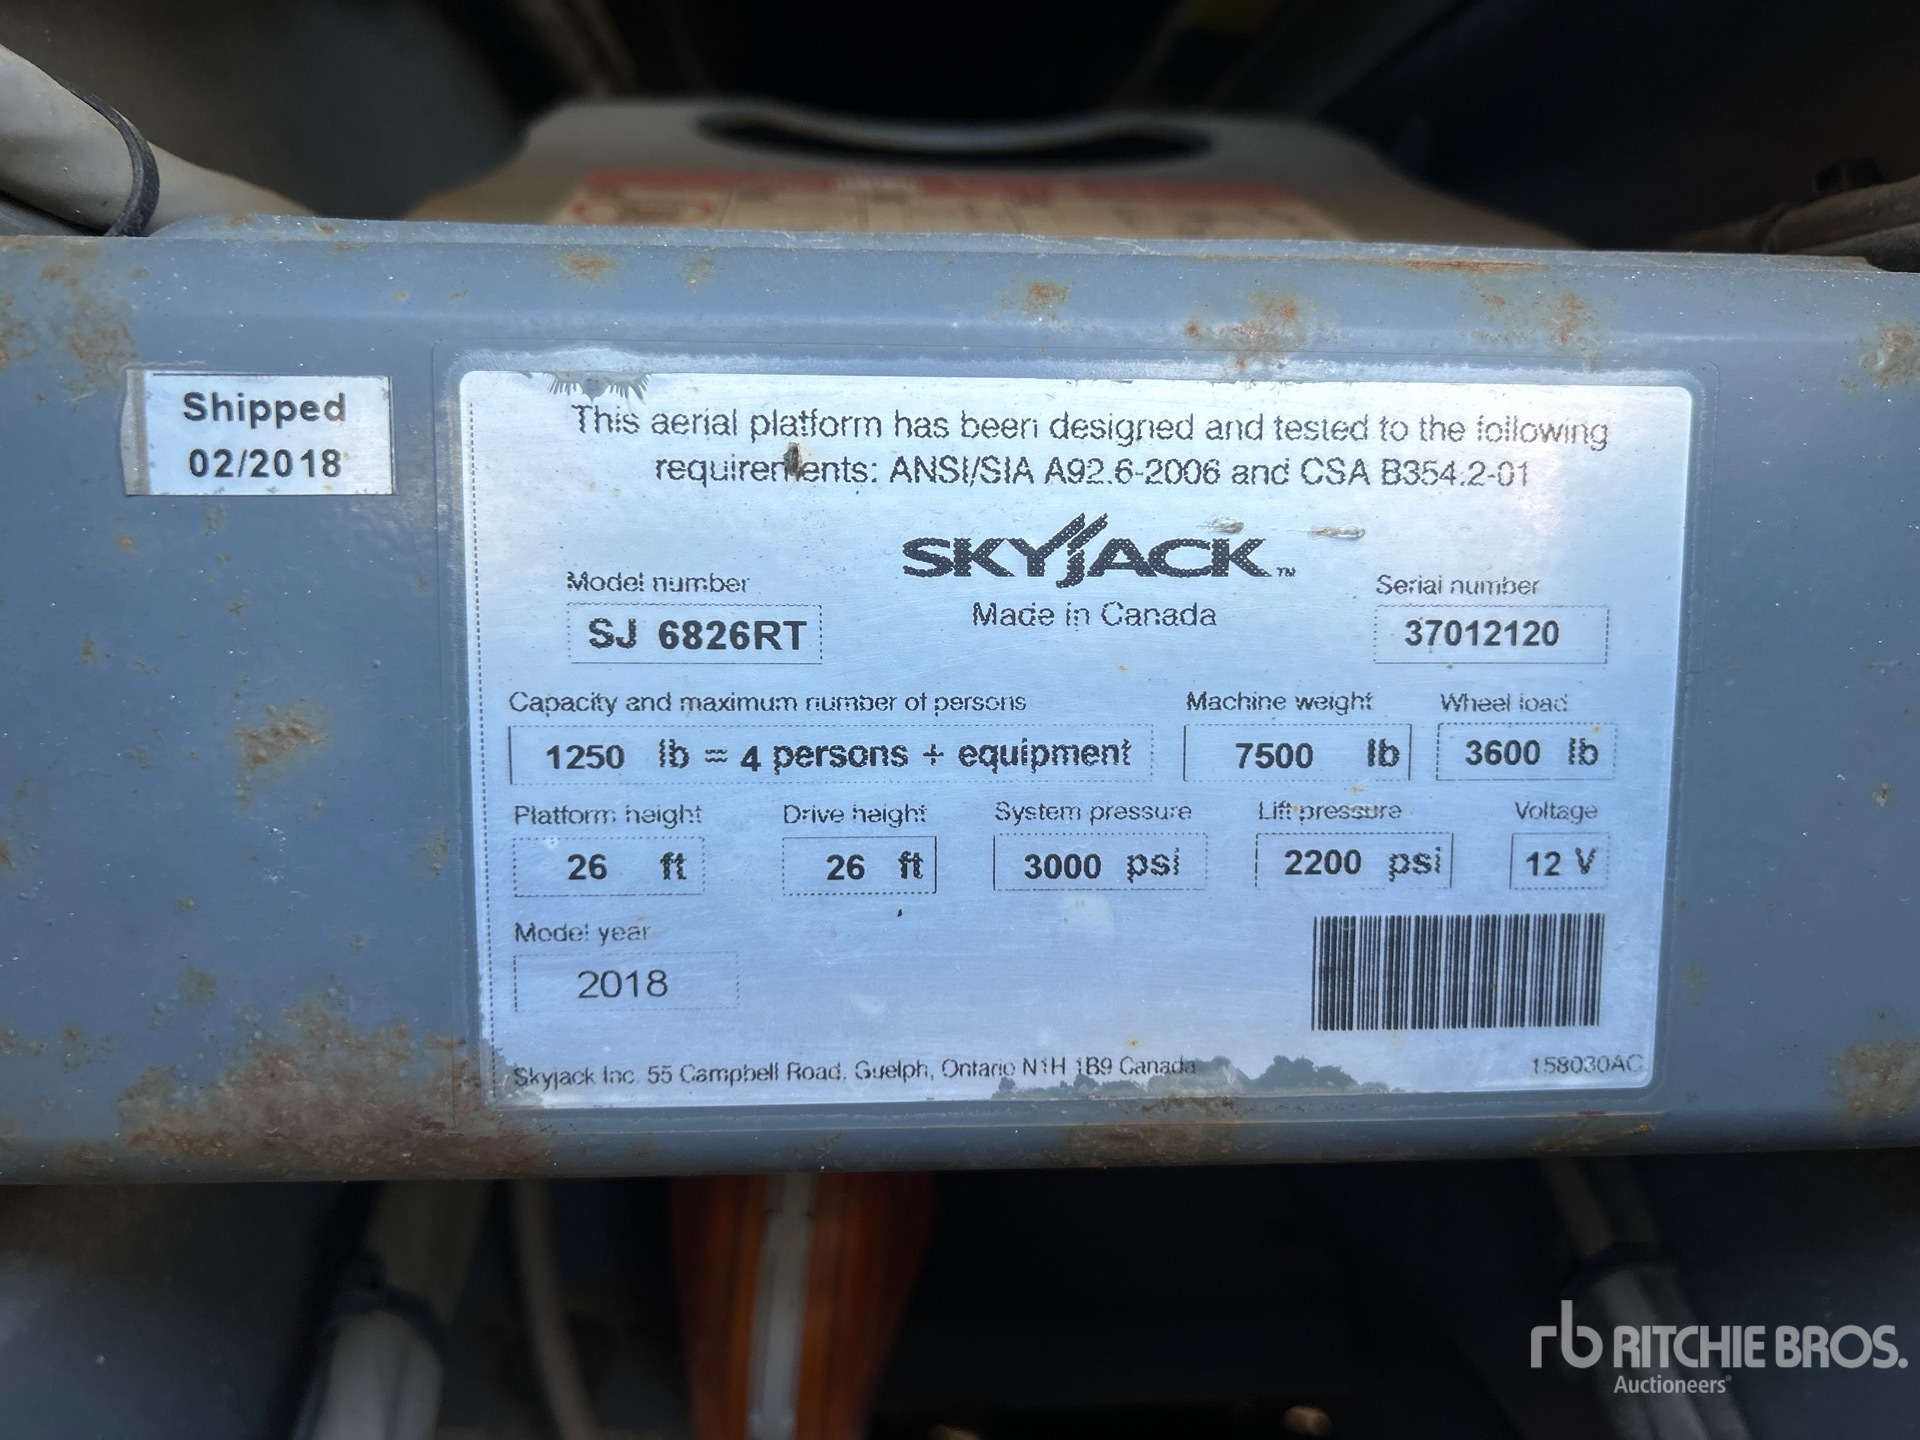 Shipped
02/2018
This aerial platform has been designed and tested to the following
requirements: ANSI/SIA A92.6-2006 and CSA B354.2-01
SKYJACK™
Made in Canada
Model number
SJ 6826RT
Serial number
37012120
Capacity and maximum number of persons
1250 lb = 4 persons + equipment
Machine weight
7500 lb
Wheel load
3600 lb
Platform height
26 ft
Drive height
26 ft
System pressure
3000 psi
Lift pressure
2200 psi
Voltage
12 V
Model year
2018
Skyjack Inc. 55 Campbell Road, Guelph, Ontario N1H 1B9 Canada
158030AC
rb RITCHIE BROS.
Auctioneers®